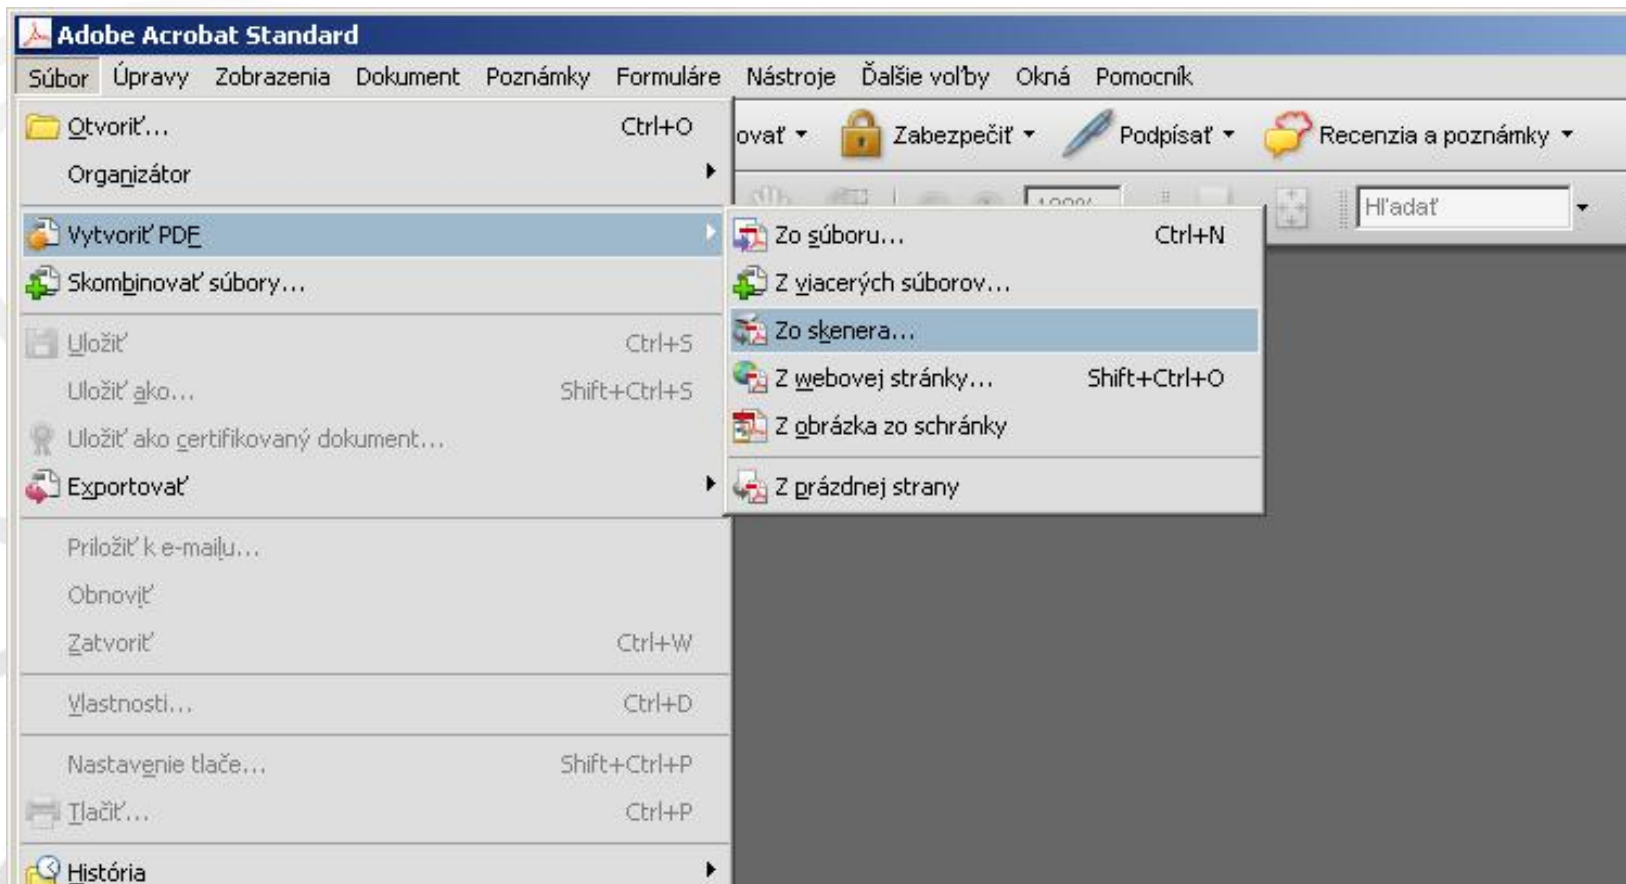 Adobe Acrobat Standard
Súbor Úpravy Zobrazenia Dokument Poznámky Formuláre Nástroje Ďalšie voľby Okná Pomocník
ovať Zabezpečiť Podpísať Recenzia a poznámky
Hľadať
Otvoriť... Ctrl+O
Organizátor
Vytvoriť PDF
Skombinovať súbory...
Uložiť Ctrl+S
Uložiť ako... Shift+Ctrl+S
Uložiť ako certifikovaný dokument...
Exportovať
Priložiť k e-mailu...
Obnoviť
Zatvoriť Ctrl+W
Vlastnosti... Ctrl+D
Nastavenie tlače... Shift+Ctrl+P
Tlačiť... Ctrl+P
História
Zo súboru... Ctrl+N
Z viacerých súborov...
Zo skenera...
Z webovej stránky... Shift+Ctrl+O
Z obrázka zo schránky
Z prázdnej strany